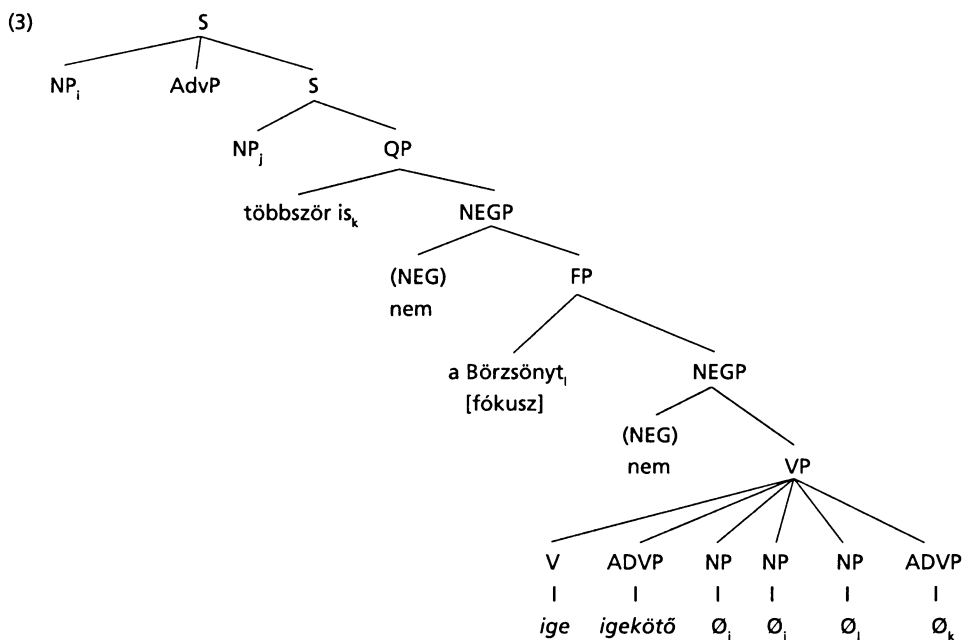 (3) S
NPᵢ AdvP S
NPⱼ QP
többször isₖ NEGP
(NEG) FP
nem
a Börzsönytₗ NEGP
[fókusz]
(NEG)
nem VP
V ADVP NP NP NP ADVP
ige igekötő Øᵢ Øⱼ Øₗ Øₖ